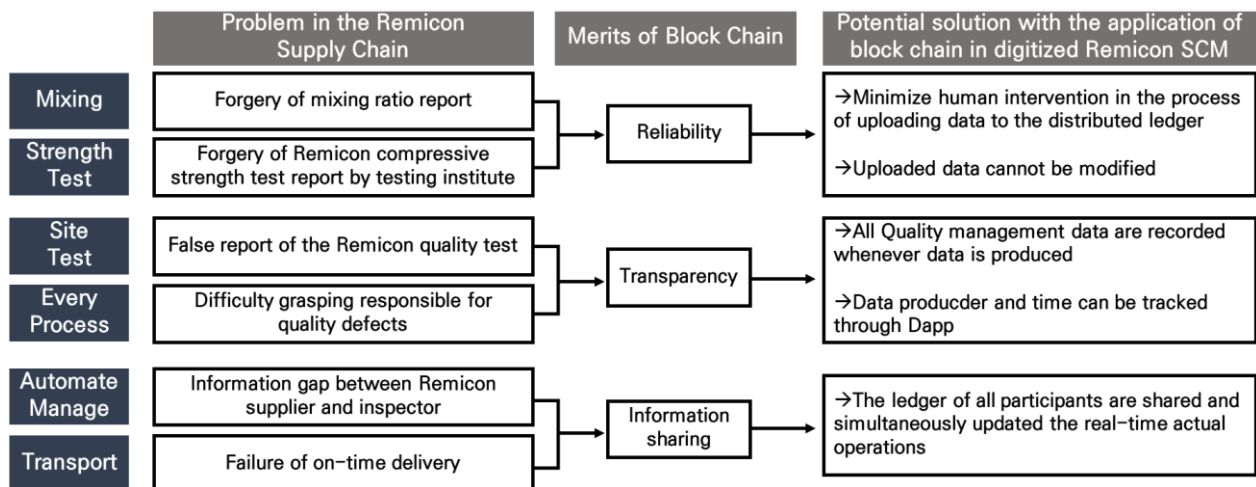 Problem in the Remicon
Supply Chain
Merits of Block Chain
Potential solution with the application of
block chain in digitized Remicon SCM
Mixing
Forgery of mixing ratio report
Strength
Test
Forgery of Remicon compressive
strength test report by testing institute
Reliability
→Minimize human intervention in the process
of uploading data to the distributed ledger
→Uploaded data cannot be modified
Site
Test
False report of the Remicon quality test
Every
Process
Difficulty grasping responsible for
quality defects
Transparency
→All Quality management data are recorded
whenever data is produced
→Data producder and time can be tracked
through Dapp
Automate
Manage
Information gap between Remicon
supplier and inspector
Transport
Failure of on-time delivery
Information
sharing
→The ledger of all participants are shared and
simultaneously updated the real-time actual
operations